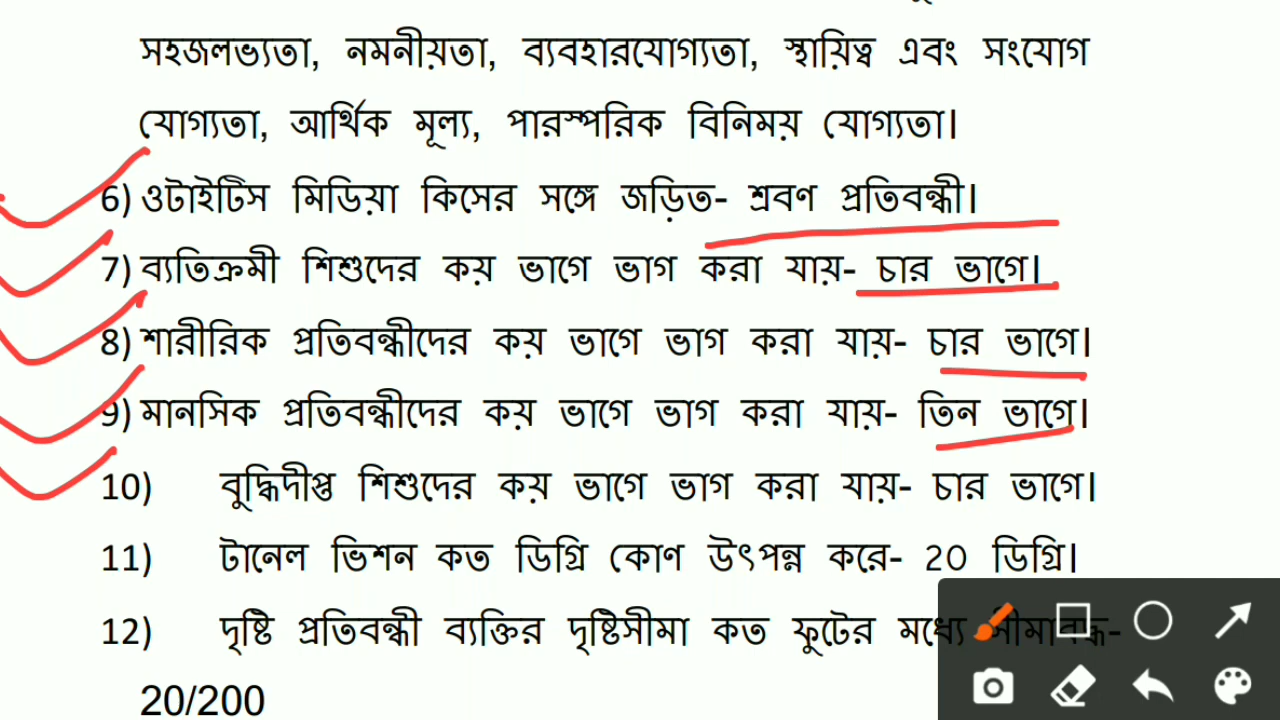 সহজলভ্যতা, নমনীয়তা, ব্যবহারযোগ্যতা, স্থায়িত্ব এবং সংযোগ
যোগ্যতা, আর্থিক মূল্য, পারস্পরিক বিনিময় যোগ্যতা।
6) ওটাইটিস মিডিয়া কিসের সঙ্গে জড়িত- শ্রবণ প্রতিবন্ধী।
7) ব্যতিক্রমী শিশুদের কয় ভাগে ভাগ করা যায়- চার ভাগে।
8) শারীরিক প্রতিবন্ধীদের কয় ভাগে ভাগ করা যায়- চার ভাগে।
9) মানসিক প্রতিবন্ধীদের কয় ভাগে ভাগ করা যায়- তিন ভাগে।
10) বুদ্ধিদীপ্ত শিশুদের কয় ভাগে ভাগ করা যায়- চার ভাগে।
11) টানেল ভিশন কত ডিগ্রি কোণ উৎপন্ন করে- 20 ডিগ্রি।
12) দৃষ্টি প্রতিবন্ধী ব্যক্তির দৃষ্টিসীমা কত ফুটের মধ্যে সীমাবদ্ধ-
20/200